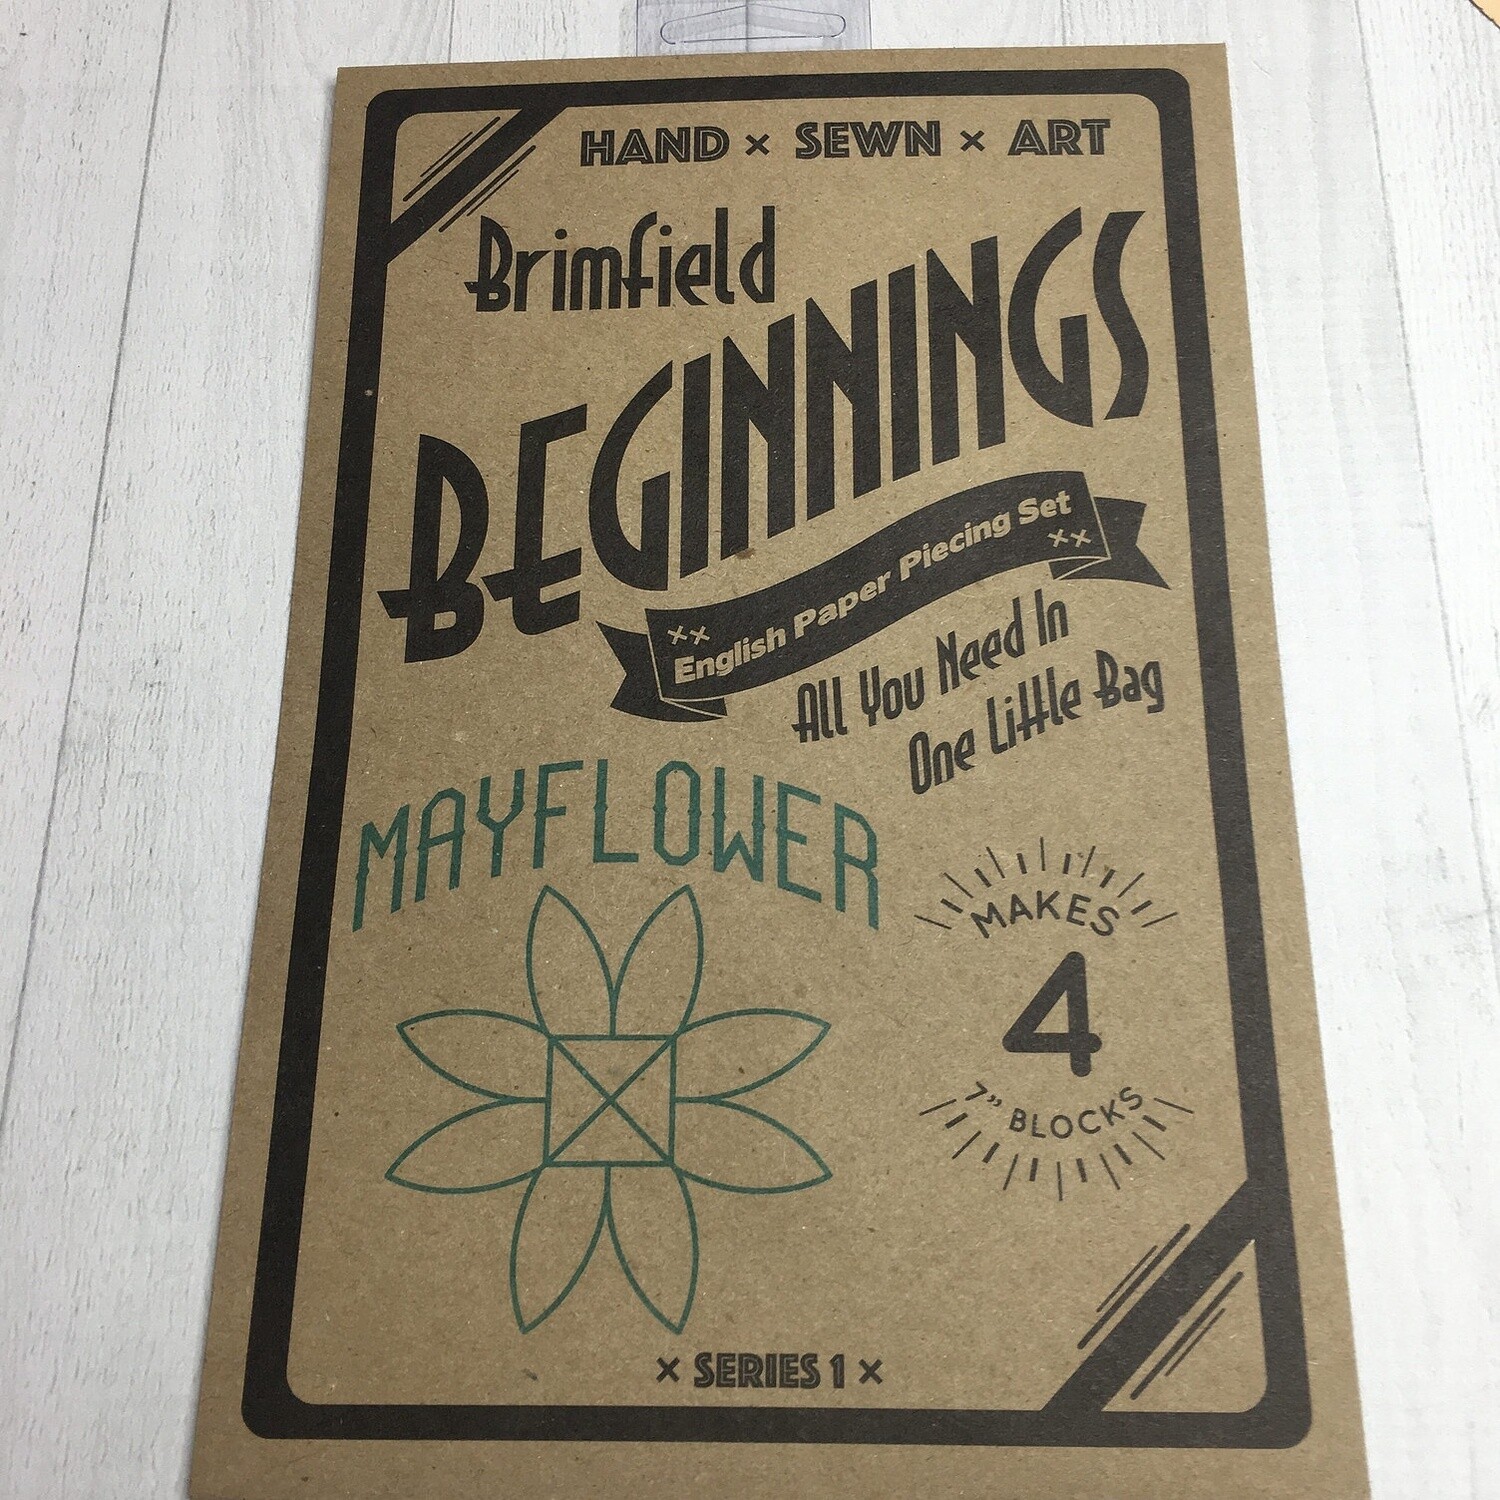 HAND × SEWN × ART
Brimfield
BEGINNINGS
×× English Paper Piecing Set ××
All You Need In
One Little Bag
MAYFLOWER
MAKES
4
7" BLOCKS
× SERIES 1 ×